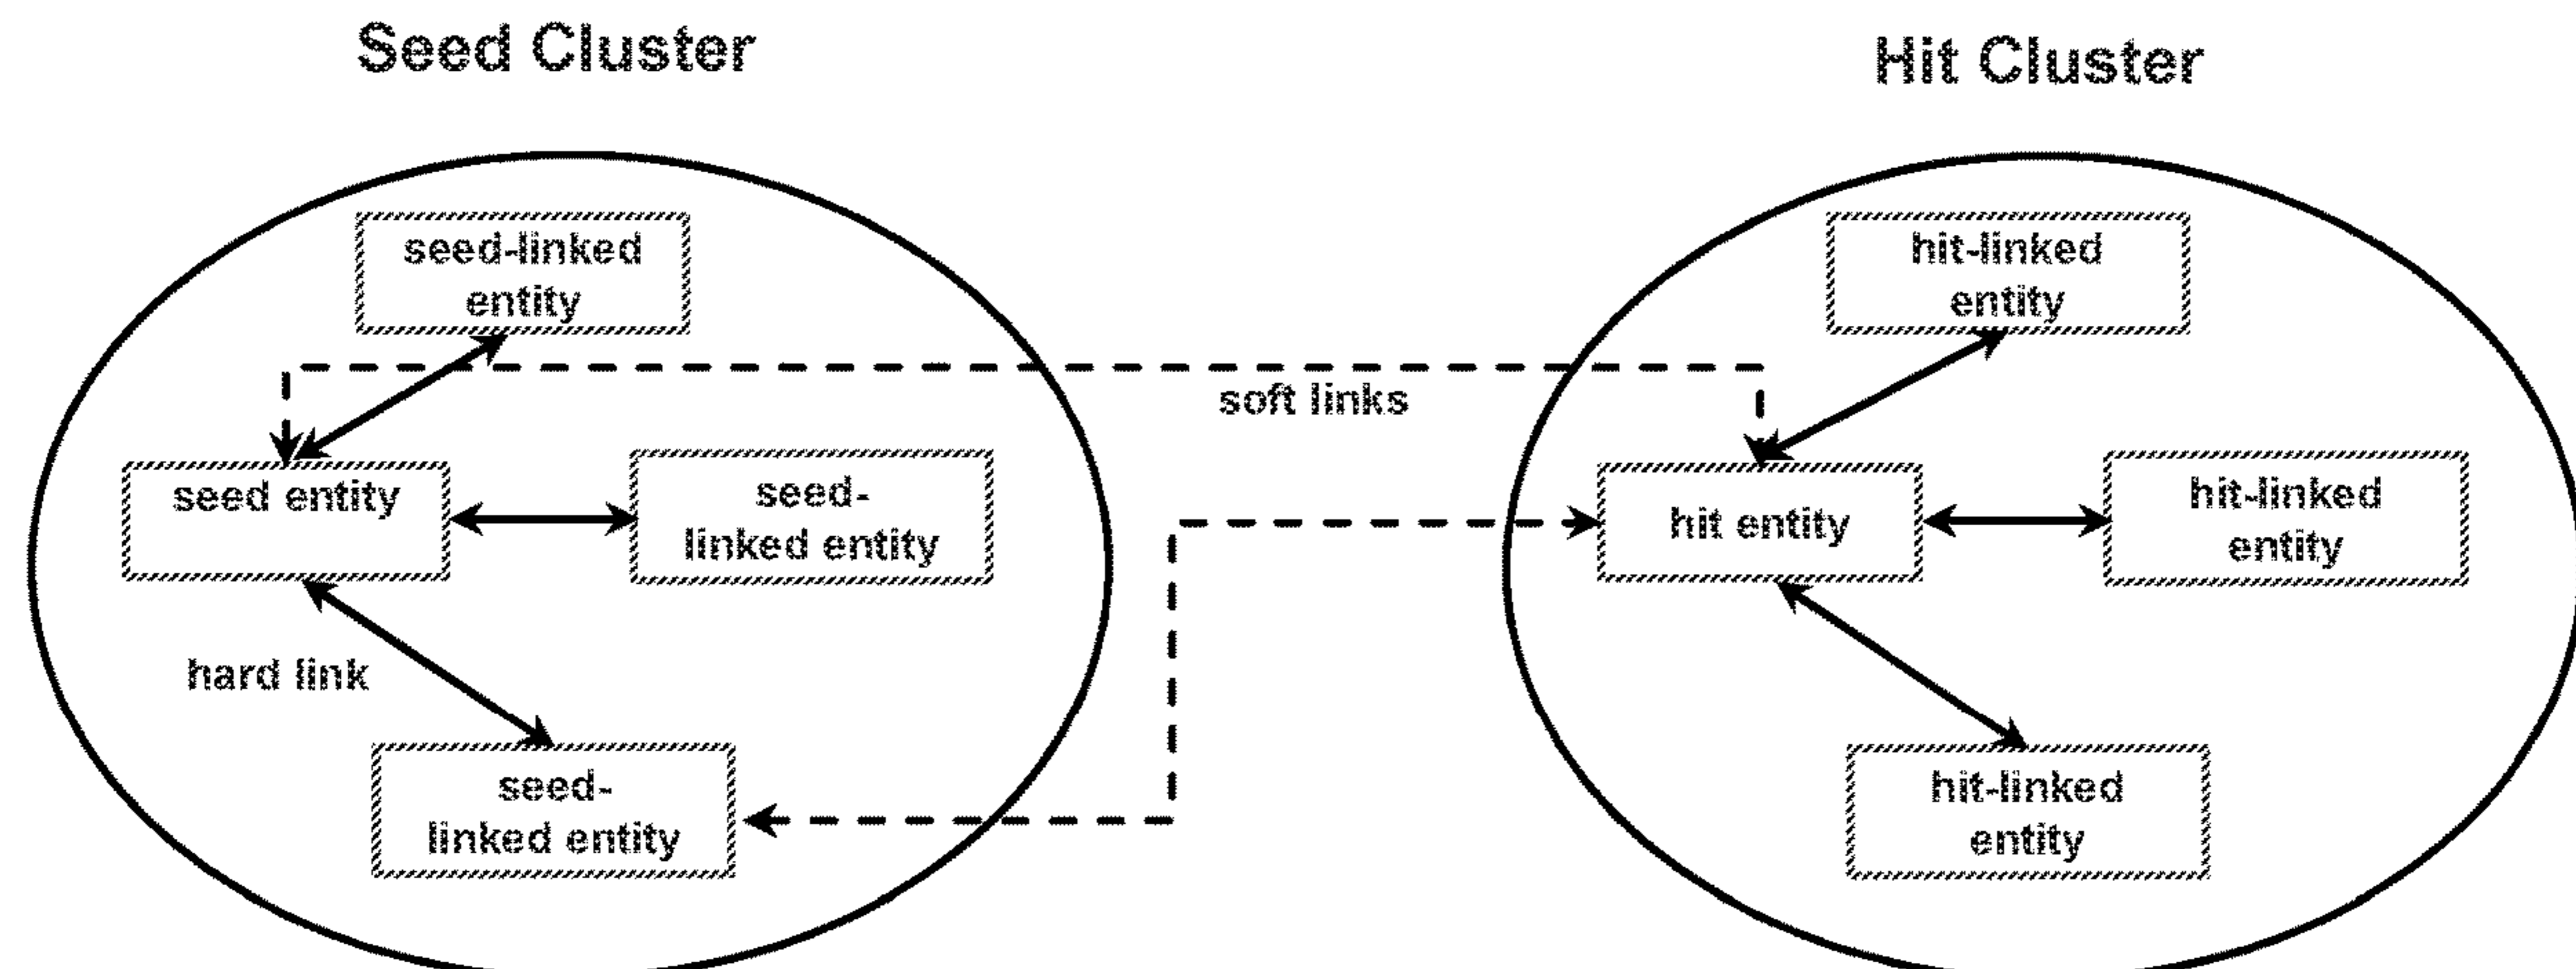 Seed Cluster
Hit Cluster
seed-linked
entity
hit-linked
entity
soft links
seed entity
seed-
linked entity
hit entity
hit-linked
entity
hard link
seed-
linked entity
hit-linked
entity